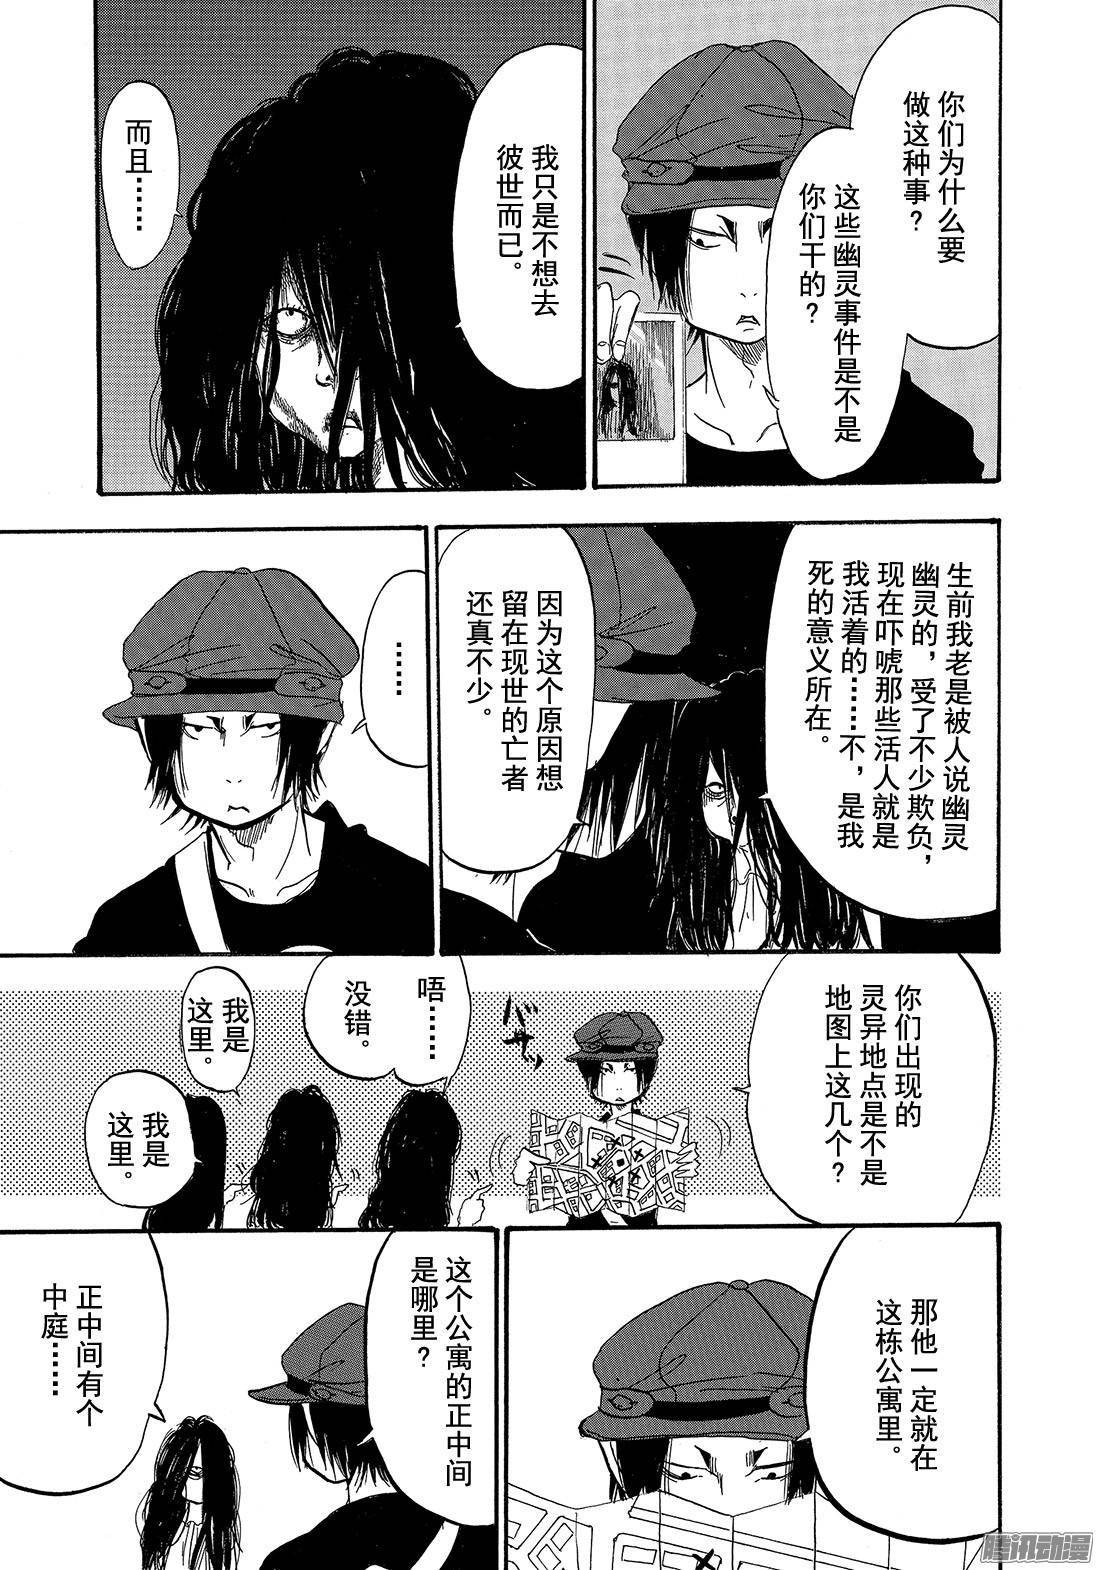 你们为什么要
做这种事?
这些幽灵事件是不是
你们干的?
我只是不想去
彼世而已。
而且……
生前我老是被人说幽灵
幽灵的,受了不少欺负,
现在吓唬那些活人就是
我活着的……不,是我
死的意义所在。
因为这个原因想
留在现世的亡者
还真不少。
……
你们出现的
灵异地点是不是
地图上这几个?
バサッ
唔……
没错。
我是
这里。
我是
这里。
那他一定就在
这栋公寓里。
这个公寓的正中间
是哪里?
正中间有个
中庭……
腾讯动漫